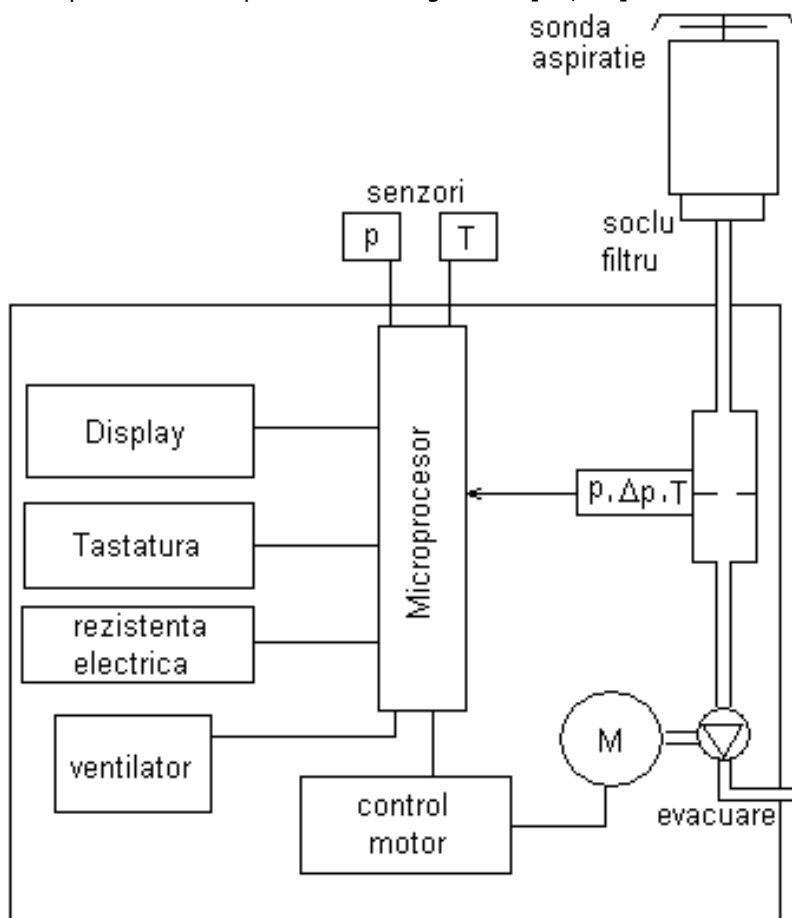 sonda
aspiratie
senzori
p
T
soclu
filtru
Display
Microprocesor
p, Δp, T
Tastatura
rezistenta
electrica
M
ventilator
control
motor
evacuare